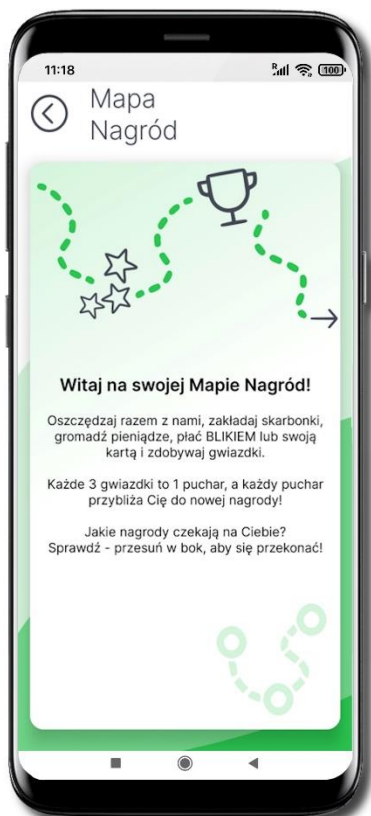 11:18
R
100
Mapa
Nagród
Witaj na swojej Mapie Nagród!
Oszczędzaj razem z nami, zakładaj skarbonki,
gromadź pieniądze, płać BLIKIEM lub swoją
kartą i zdobywaj gwiazdki.
Każde 3 gwiazdki to 1 puchar, a każdy puchar
przybliża Cię do nowej nagrody!
Jakie nagrody czekają na Ciebie?
Sprawdź - przesuń w bok, aby się przekonać!